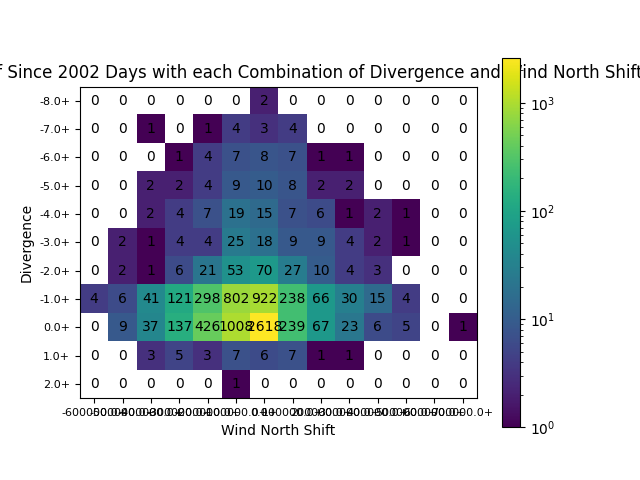 f Since 2002 Days with each Combination of Divergence and Wind North Shift
Divergence
-8.0+ 0 0 0 0 0 0 2 0 0 0 0 0 0 0
-7.0+ 0 0 1 0 1 4 3 4 0 0 0 0 0 0
-6.0+ 0 0 0 1 4 7 8 7 1 1 0 0 0 0
-5.0+ 0 0 2 2 4 9 10 8 2 2 0 0 0 0
-4.0+ 0 0 2 4 7 19 15 7 6 1 2 1 0 0
-3.0+ 0 2 1 4 4 25 18 9 9 4 2 1 0 0
-2.0+ 0 2 1 6 21 53 70 27 10 4 3 0 0 0
-1.0+ 4 6 41 121 298 802 922 238 66 30 15 4 0 0
0.0+ 0 9 37 137 426 1008 2618 239 67 23 6 5 0 1
1.0+ 0 0 3 5 3 7 6 7 1 1 0 0 0 0
2.0+ 0 0 0 0 0 1 0 0 0 0 0 0 0 0
Wind North Shift
10³
10²
10¹
10⁰